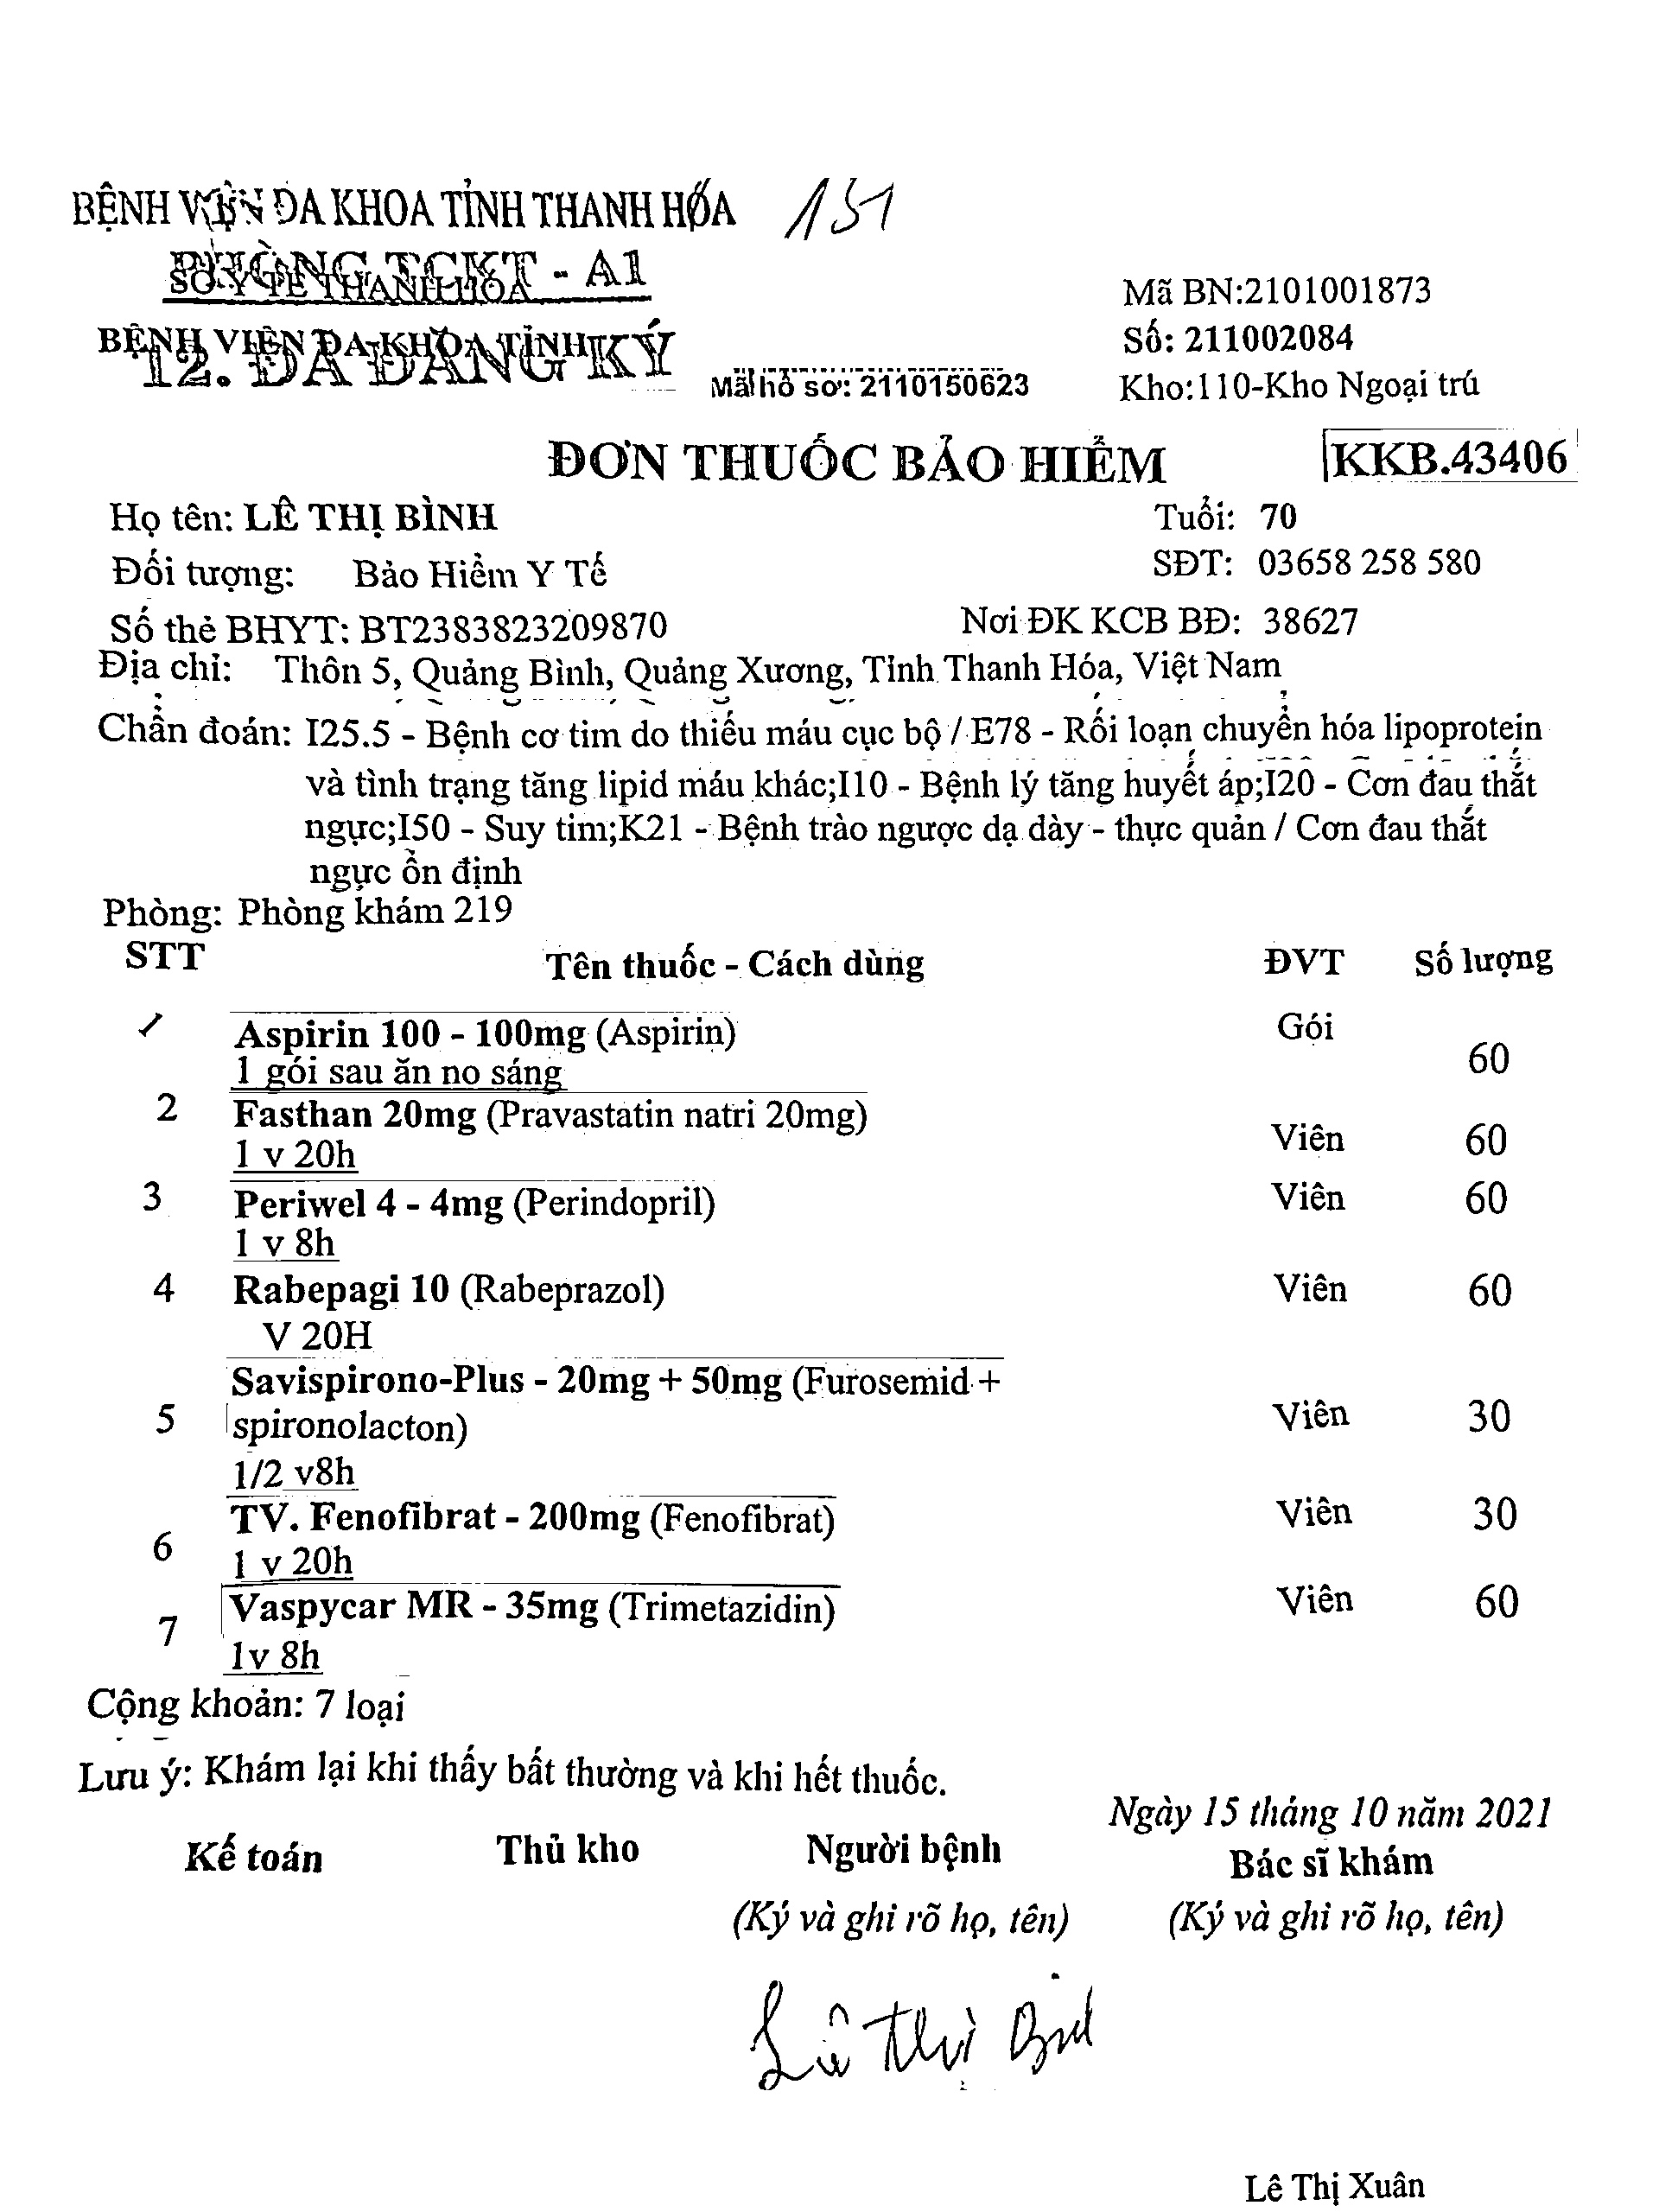 BỆNH VIỆN ĐA KHOA TỈNH THANH HÓA 151
PHÒNG TCKT - A1
SỞ Y TẾ THANH HÓA
Mã BN:2101001873
BỆNH VIỆN ĐA KHOA TỈNH
12. ĐÃ ĐĂNG KÝ
Số: 211002084
Mã hồ sơ: 2110150623
Kho:110-Kho Ngoại trú
ĐƠN THUỐC BẢO HIỂM
KKB.43406
Họ tên: LÊ THỊ BÌNH Tuổi: 70
Đối tượng: Bảo Hiểm Y Tế SĐT: 03658 258 580
Số thẻ BHYT: BT2383823209870 Nơi ĐK KCB BĐ: 38627
Địa chỉ: Thôn 5, Quảng Bình, Quảng Xương, Tỉnh Thanh Hóa, Việt Nam
Chẩn đoán: I25.5 - Bệnh cơ tim do thiếu máu cục bộ / E78 - Rối loạn chuyển hóa lipoprotein
và tình trạng tăng lipid máu khác;I10 - Bệnh lý tăng huyết áp;I20 - Cơn đau thắt
ngực;I50 - Suy tim;K21 - Bệnh trào ngược dạ dày - thực quản / Cơn đau thắt
ngực ổn định
Phòng: Phòng khám 219
STT Tên thuốc - Cách dùng ĐVT Số lượng
1 Aspirin 100 - 100mg (Aspirin) Gói 60
1 gói sau ăn no sáng
2 Fasthan 20mg (Pravastatin natri 20mg) Viên 60
1 v 20h
3 Periwel 4 - 4mg (Perindopril) Viên 60
1 v 8h
4 Rabepagi 10 (Rabeprazol) Viên 60
V 20H
Savispirono-Plus - 20mg + 50mg (Furosemid +
5 spironolacton) Viên 30
1/2 v8h
TV. Fenofibrat - 200mg (Fenofibrat) Viên 30
6 1 v 20h
Vaspycar MR - 35mg (Trimetazidin) Viên 60
7 1v 8h
Cộng khoản: 7 loại
Lưu ý: Khám lại khi thấy bất thường và khi hết thuốc.
Ngày 15 tháng 10 năm 2021
Kế toán Thủ kho Người bệnh Bác sĩ khám
(Ký và ghi rõ họ, tên) (Ký và ghi rõ họ, tên)
Lê Thị Bình
Lê Thị Xuân